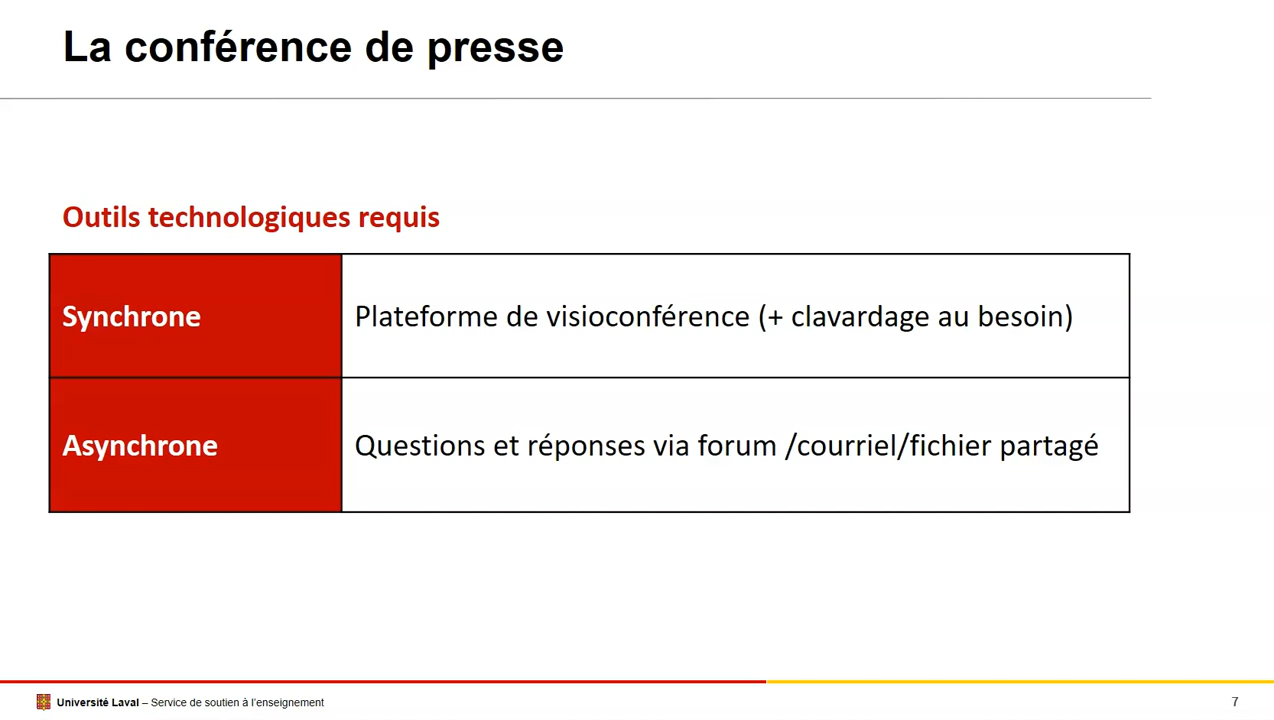 La conférence de presse
Outils technologiques requis
Synchrone
Plateforme de visioconférence (+ clavardage au besoin)
Asynchrone
Questions et réponses via forum /courriel/fichier partagé
Université Laval – Service de soutien à l'enseignement
7